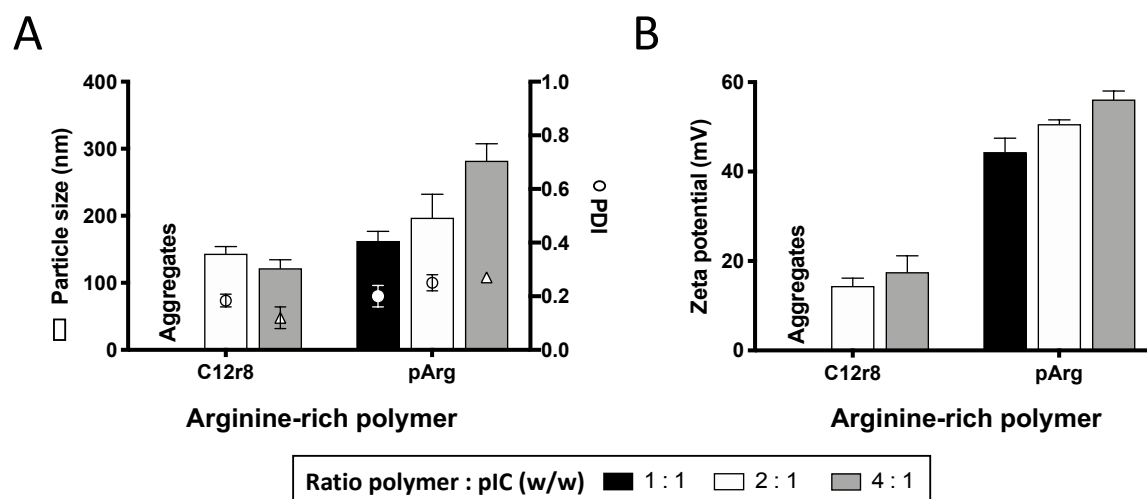 A
B
400
300
200
100
0
Particle size (nm)
Aggregates
1.0
0.8
0.6
0.4
0.2
0.0
PDI
C12r8
pArg
Arginine-rich polymer
60
40
20
0
Zeta potential (mV)
Aggregates
C12r8
pArg
Arginine-rich polymer
Ratio polymer : pIC (w/w) 1 : 1 2 : 1 4 : 1